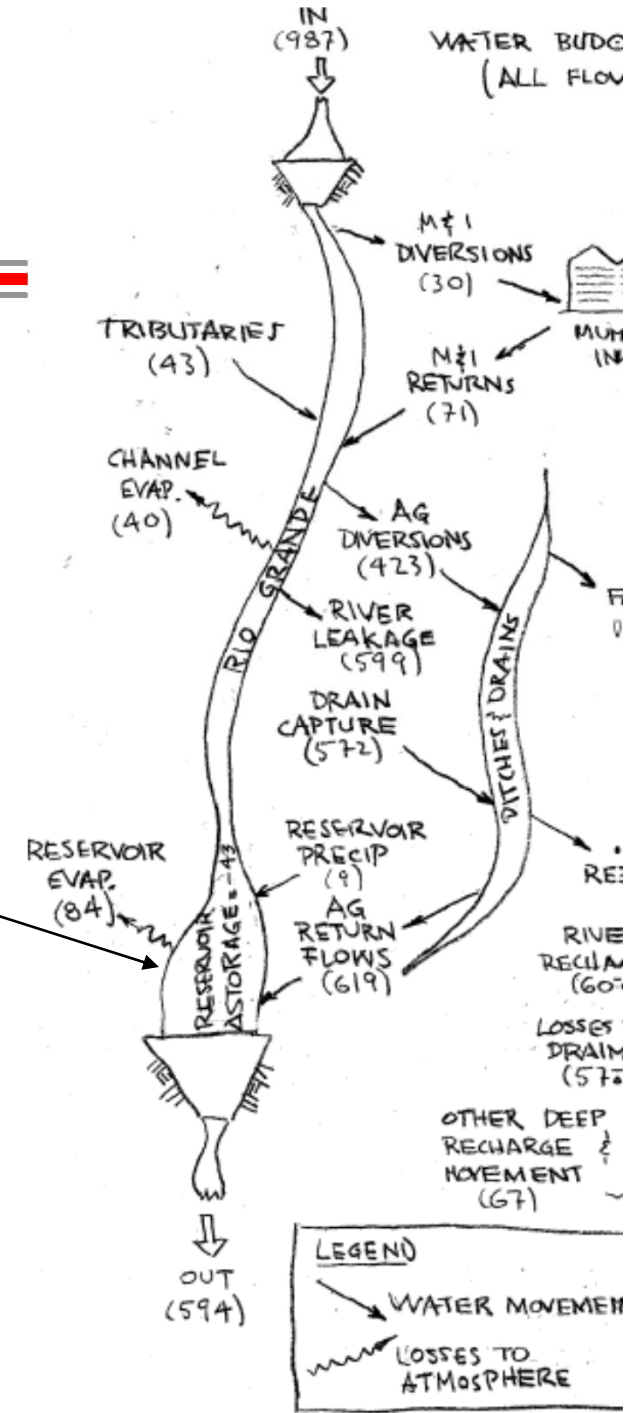 IN
(987)
WATER BUDG
(ALL FLOW
M & I
DIVERSIONS
(30)
TRIBUTARIES
(43)
M&I
RETURNS
(71)
CHANNEL
EVAP.
(40)
AG
DIVERSIONS
(423)
RIO GRANDE
RIVER
LEAKAGE
(599)
DITCHES & DRAINS
DRAIN
CAPTURE
(572)
RESERVOIR
PRECIP
(9)
RESERVOIR
EVAP.
(84)
RESERVOIR
ΔSTORAGE = -43
AG
RETURN
FLOWS
(619)
RIVE
RECHA
LOSSES
DRAIN
OTHER DEEP
RECHARGE &
MOVEMENT
(67)
OUT
(594)
LEGEND
WATER MOVEME
LOSSES TO
ATMOSPHERE